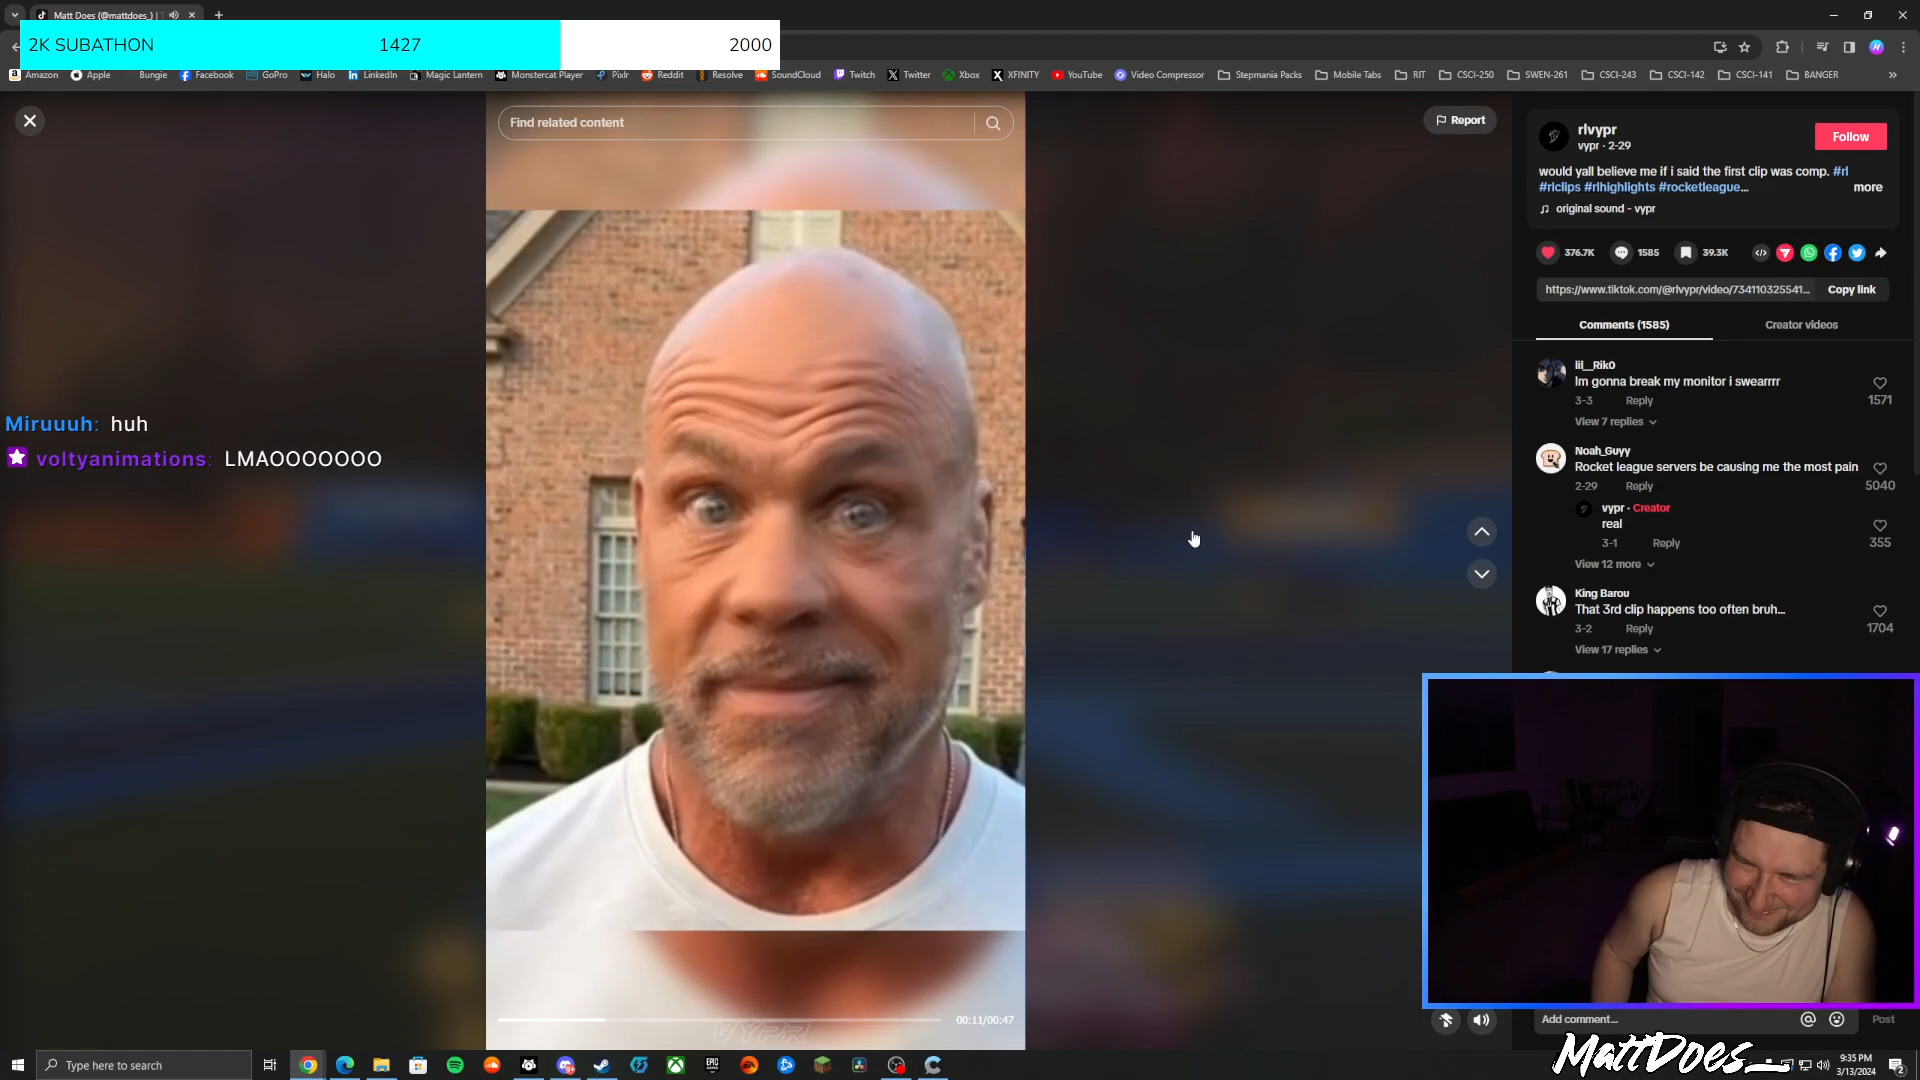 Matt Does (@mattdoes_) | T
2K SUBATHON 1427 2000
Amazon Apple Bungie Facebook GoPro Halo LinkedIn Magic Lantern Monstercat Player Pixlr Reddit Resolve SoundCloud Twitch Twitter Xbox XFINITY YouTube Video Compressor Stepmania Packs Mobile Tabs RIT CSCI-250 SWEN-261 CSCI-243 CSCI-142 CSCI-141 BANGER
Find related content
Report
rlvypr
vypr · 2-29
Follow
would yall believe me if i said the first clip was comp. #rl
#rlclips #rlhighlights #rocketleague... more
original sound - vypr
376.7K 1585 39.3K
https://www.tiktok.com/@rlvypr/video/734110325541... Copy link
Comments (1585) Creator videos
lil__Rik0
Im gonna break my monitor i swearrrr
3-3 Reply 1571
View 7 replies
Noah_Guyy
Rocket league servers be causing me the most pain
2-29 Reply 5040
vypr · Creator
real
3-1 Reply 355
View 12 more
King Barou
That 3rd clip happens too often bruh...
3-2 Reply 1704
View 17 replies
Miruuuh: huh
voltyanimations: LMAOOOOOOO
00:11/00:47
VYPR
Add comment... Post
MattDoes_
Type here to search
EPIC
9:35 PM
3/13/2024
2